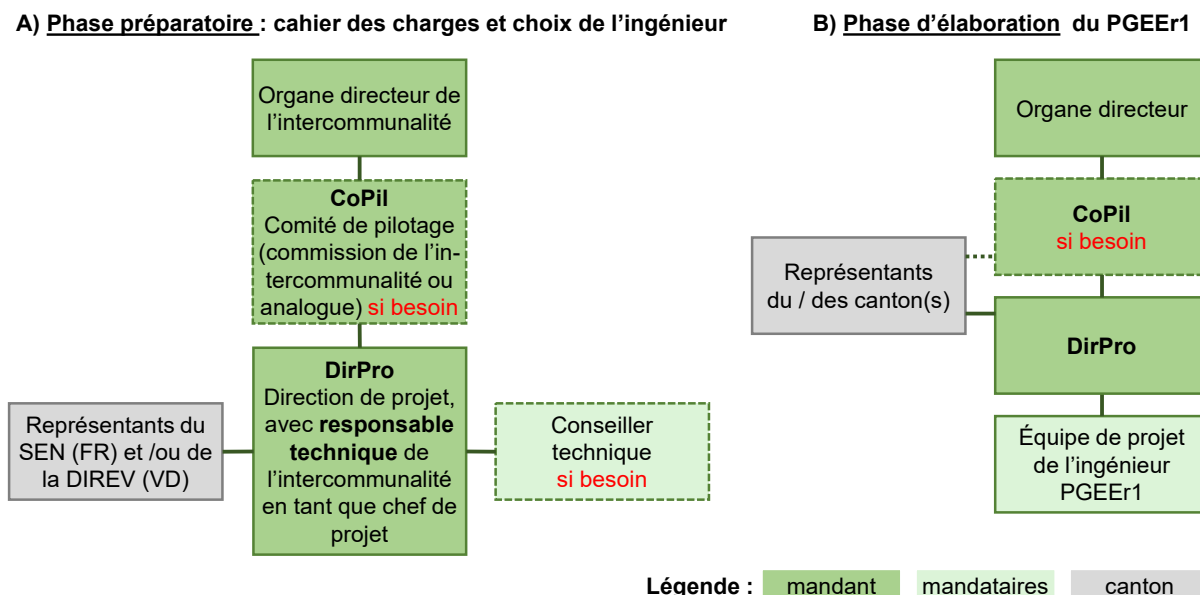 A) Phase préparatoire : cahier des charges et choix de l'ingénieur
Organe directeur de
l'intercommunalité
CoPil
Comité de pilotage
(commission de l'in-
tercommunalité ou
analogue) si besoin
DirPro
Direction de projet,
avec responsable
technique de
l'intercommunalité
en tant que chef de
projet
Représentants du
SEN (FR) et /ou de
la DIREV (VD)
Conseiller
technique
si besoin
B) Phase d'élaboration du PGEEr1
Organe directeur
CoPil
si besoin
Représentants
du / des canton(s)
DirPro
Équipe de projet
de l'ingénieur
PGEEr1
Légende : mandant mandataires canton